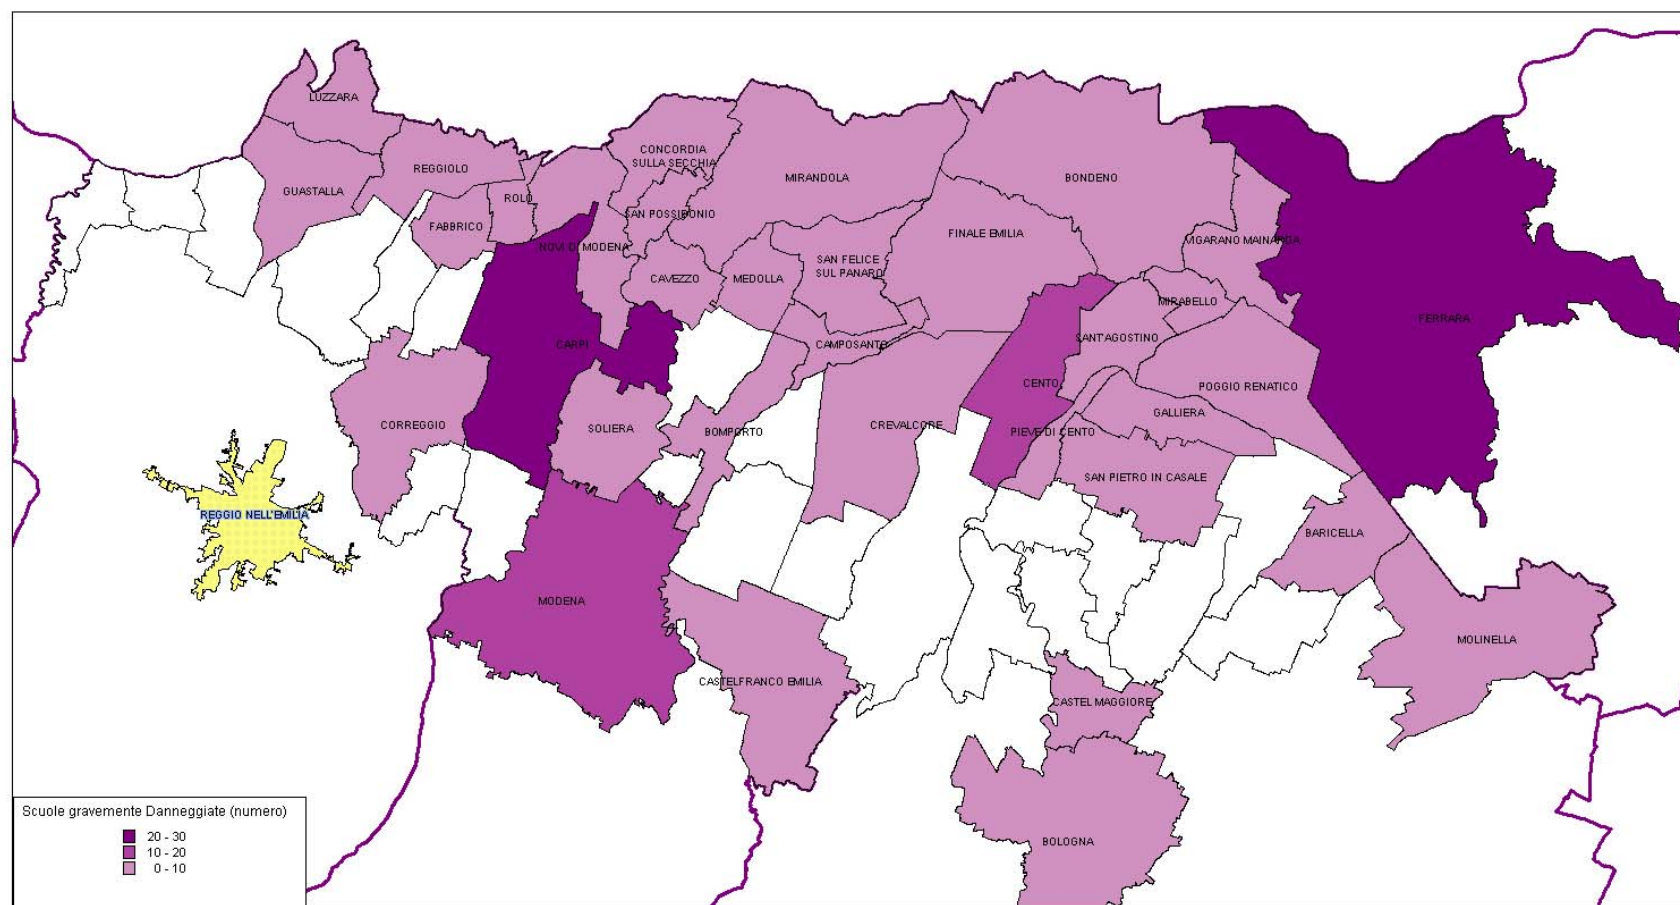 LUZZARA
CONCORDIA
SULLA SECCHIA
REGGIOLO
MIRANDOLA
BONDENO
GUASTALLA
ROLO
SAN POSSIDONIO
FABBRICO
FINALE EMILIA
VIGARANO MAINARDA
NOVI DI MODENA
SAN FELICE
SUL PANARO
CAVEZZO
MEDOLLA
MIRABELLO
FERRARA
SANT'AGOSTINO
CARPI
CAMPOSANTO
CENTO
POGGIO RENATICO
GALLIERA
CORREGGIO
SOLIERA
BOMPORTO
CREVALCORE
PIEVE DI CENTO
SAN PIETRO IN CASALE
REGGIO NELL'EMILIA
BARICELLA
MODENA
MOLINELLA
CASTELFRANCO EMILIA
CASTEL MAGGIORE
BOLOGNA
Scuole gravemente Danneggiate (numero)
20 - 30
10 - 20
0 - 10